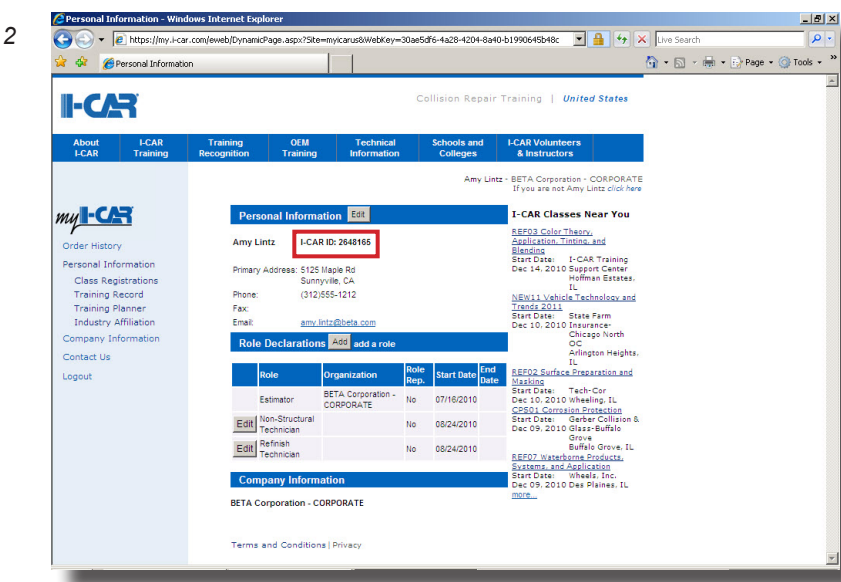 2
Personal Information - Windows Internet Explorer
https://my.i-car.com/eweb/DynamicPage.aspx?Site=myicarus&WebKey=30ae5df6-4a28-4204-8a40-b1990645b48c
Live Search
Personal Information
Page Tools
I-CAR
Collision Repair Training | United States
About I-CAR
I-CAR Training
Training Recognition
OEM Training
Technical Information
Schools and Colleges
I-CAR Volunteers & Instructors
Amy Lintz - BETA Corporation - CORPORATE
If you are not Amy Lintz click here
my I-CAR
Order History
Personal Information
Class Registrations
Training Record
Training Planner
Industry Affiliation
Company Information
Contact Us
Logout
Personal Information Edit
Amy Lintz I-CAR ID: 2648165
Primary Address: 5125 Maple Rd
Sunnyville, CA
Phone: (312)555-1212
Fax:
Email: amy.lintz@beta.com
Role Declarations Add add a role
Role Organization Role Rep. Start Date End Date
Estimator BETA Corporation - CORPORATE No 07/16/2010
Edit Non-Structural Technician No 08/24/2010
Edit Refinish Technician No 08/24/2010
Company Information
BETA Corporation - CORPORATE
Terms and Conditions | Privacy
I-CAR Classes Near You
REF03 Color Theory,
Application, Tinting, and
Blending
Start Date: I-CAR Training
Dec 14, 2010 Support Center
Hoffman Estates,
IL
NEW11 Vehicle Technology and
Trends 2011
Start Date: State Farm
Dec 10, 2010 Insurance-
Chicago North
OC
Arlington Heights,
IL
REF02 Surface Preparation and
Masking
Start Date: Tech-Cor
Dec 10, 2010 Wheeling, IL
CPS01 Corrosion Protection
Start Date: Gerber Collision &
Dec 09, 2010 Glass-Buffalo
Grove
Buffalo Grove, IL
REF07 Waterborne Products,
Systems, and Application
Start Date: Wheels, Inc.
Dec 09, 2010 Des Plaines, IL
more...